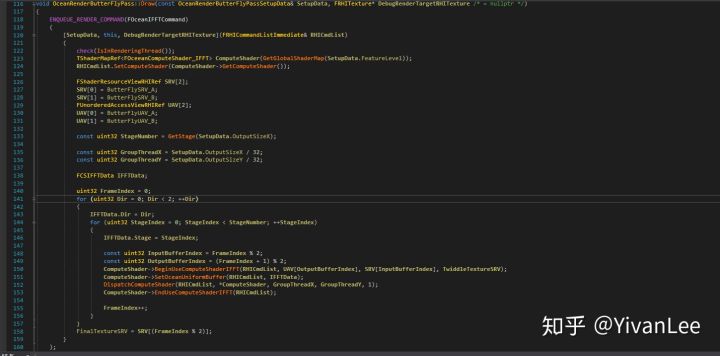 116 void OceanRenderButterFlyPass::Draw(const OceanRenderButterFlyPassSetupData& SetupData, FRHITexture* DebugRenderTargetRHITexture /* = nullptr */)
117 {
118 ENQUEUE_RENDER_COMMAND(FOceanIFFTCommand)
119 (
120 [SetupData, this, DebugRenderTargetRHITexture](FRHICommandListImmediate& RHICmdList)
121 {
122 check(IsInRenderingThread());
123 TShaderMapRef<FOceanComputeShader_IFFT> ComputeShader(GetGlobalShaderMap(SetupData.FeatureLevel));
124 RHICmdList.SetComputeShader(ComputeShader->GetComputeShader());
125
126 FShaderResourceViewRHIRef SRV[2];
127 SRV[0] = ButterFlySRV_A;
128 SRV[1] = ButterFlySRV_B;
129 FUnorderedAccessViewRHIRef UAV[2];
130 UAV[0] = ButterFlyUAV_A;
131 UAV[1] = ButterFlyUAV_B;
132
133 const uint32 StageNumber = GetStage(SetupData.OutputSizeX);
134
135 const uint32 GroupThreadX = SetupData.OutputSizeX / 32;
136 const uint32 GroupThreadY = SetupData.OutputSizeY / 32;
137
138 FCSIFFTData IFFTData;
139
140 uint32 FrameIndex = 0;
141 for (uint32 Dir = 0; Dir < 2; ++Dir)
142 {
143 IFFTData.Dir = Dir;
144 for (uint32 StageIndex = 0; StageIndex < StageNumber; ++StageIndex)
145 {
146 IFFTData.Stage = StageIndex;
147
148 const uint32 InputBufferIndex = FrameIndex % 2;
149 const uint32 OutputBufferIndex = (FrameIndex + 1) % 2;
150 ComputeShader->BeginUseComputeShaderIFFT(RHICmdList, UAV[OutputBufferIndex], SRV[InputBufferIndex], TwiddleTextureSRV);
151 ComputeShader->SetOceanUniformBuffer(RHICmdList, IFFTData);
152 DispatchComputeShader(RHICmdList, *ComputeShader, GroupThreadX, GroupThreadY, 1);
153 ComputeShader->EndUseComputeShaderIFFT(RHICmdList);
154
155 FrameIndex++;
156 }
157 }
158 FinalTextureSRV = SRV[(FrameIndex % 2)];
159 }
160 );
知乎 @YivanLee